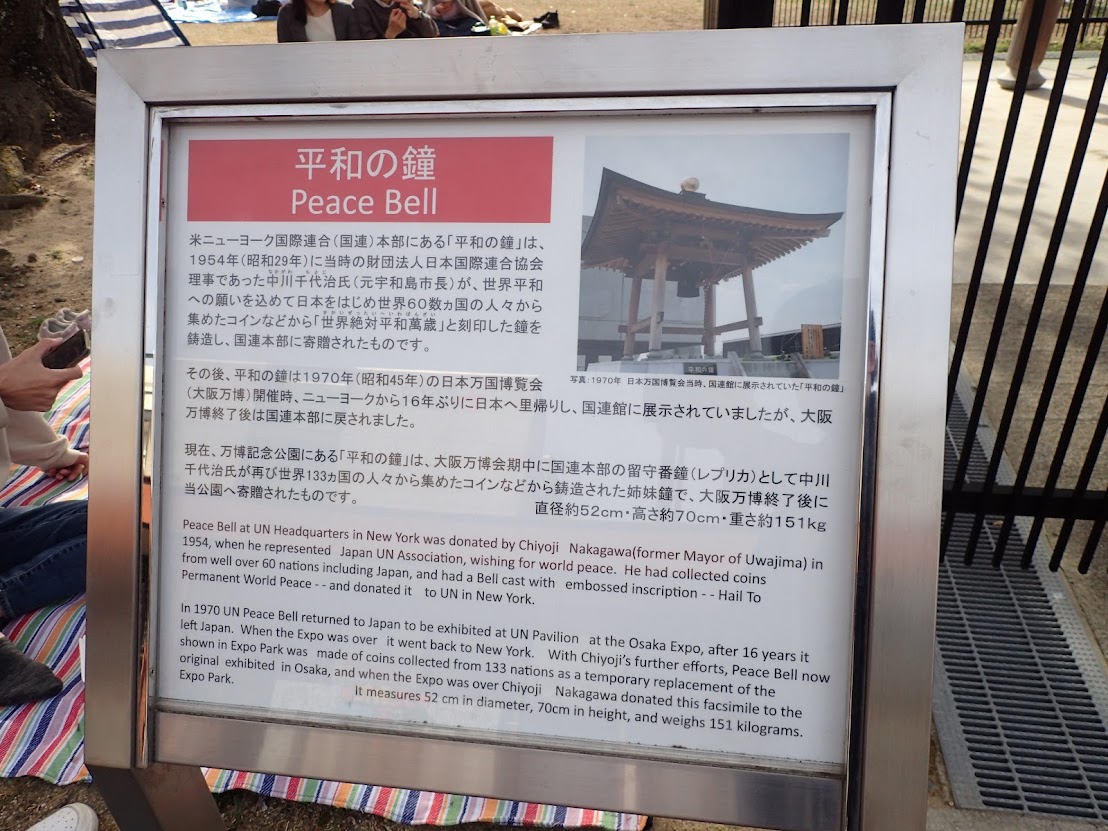 平和の鐘
Peace Bell
米ニューヨーク国際連合(国連)本部にある「平和の鐘」は、
1954年(昭和29年)に当時の財団法人日本国際連合協会
理事であった中川千代治氏(元宇和島市長)が、世界平和
への願いを込めて日本をはじめ世界60数ヵ国の人々から
集めたコインなどから「世界絶対平和萬歳」と刻印した鐘を
鋳造し、国連本部に寄贈されたものです。
その後、平和の鐘は1970年(昭和45年)の日本万国博覧会
(大阪万博)開催時、ニューヨークから16年ぶりに日本へ里帰りし、国連館に展示されていましたが、大阪
万博終了後は国連本部に戻されました。
現在、万博記念公園にある「平和の鐘」は、大阪万博会期中に国連本部の留守番鐘(レプリカ)として中川
千代治氏が再び世界133ヵ国の人々から集めたコインなどから鋳造された姉妹鐘で、大阪万博終了後に
当公園へ寄贈されたものです。
直径約52cm・高さ約70cm・重さ約151kg
平和の鐘
写真:1970年 日本万国博覧会当時、国連館に展示されていた「平和の鐘」
Peace Bell at UN Headquarters in New York was donated by Chiyoji Nakagawa(former Mayor of Uwajima) in
1954, when he represented Japan UN Association, wishing for world peace. He had collected coins
from well over 60 nations including Japan, and had a Bell cast with embossed inscription - - Hail To
Permanent World Peace - - and donated it to UN in New York.
In 1970 UN Peace Bell returned to Japan to be exhibited at UN Pavilion at the Osaka Expo, after 16 years it
left Japan. When the Expo was over it went back to New York. With Chiyoji's further efforts, Peace Bell now
shown in Expo Park was made of coins collected from 133 nations as a temporary replacement of the
original exhibited in Osaka, and when the Expo was over Chiyoji Nakagawa donated this facsimile to the
Expo Park.
It measures 52 cm in diameter, 70cm in height, and weighs 151 kilograms.